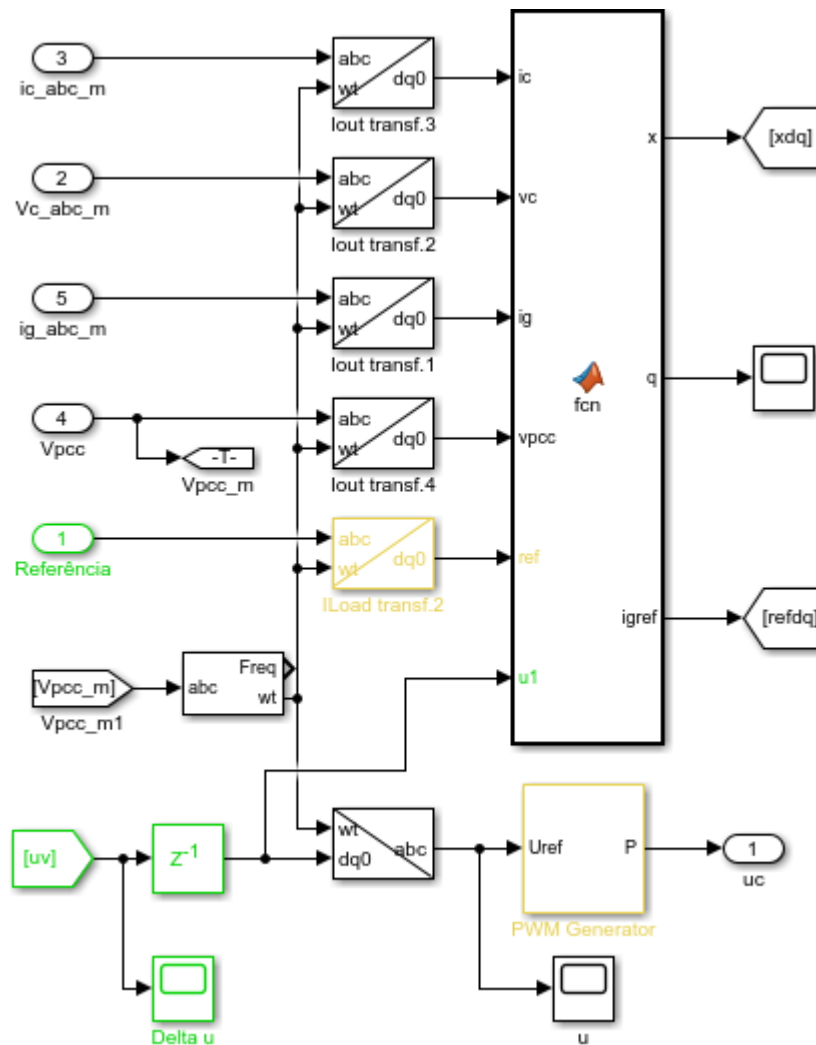 3
ic_abc_m
abc
wt
dq0
Iout transf.3
ic
x
[xdq]
2
Vc_abc_m
abc
wt
dq0
Iout transf.2
vc
5
ig_abc_m
abc
wt
dq0
Iout transf.1
ig
fcn
q
4
Vpcc
-T-
Vpcc_m
abc
wt
dq0
Iout transf.4
vpcc
1
Referência
abc
wt
dq0
ILoad transf.2
ref
igref
[refdq]
[Vpcc_m]
Vpcc_m1
abc
Freq
wt
u1
[uv]
Z-1
wt
dq0
abc
Uref
P
PWM Generator
1
uc
Delta u
u